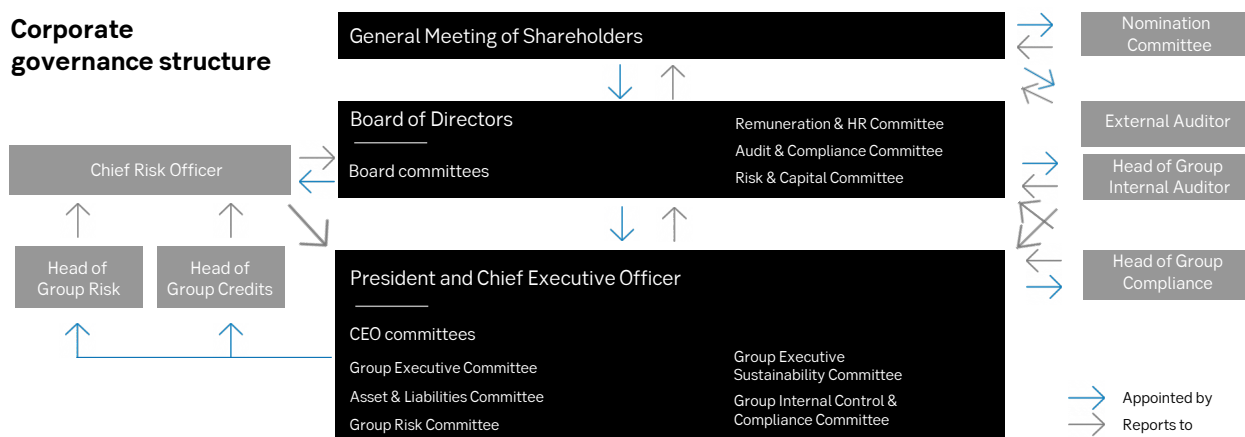 Corporate
governance structure
General Meeting of Shareholders
Nomination
Committee
Board of Directors
Board committees
Remuneration & HR Committee
Audit & Compliance Committee
Risk & Capital Committee
External Auditor
Head of Group
Internal Auditor
Chief Risk Officer
Head of
Group Risk
Head of
Group Credits
President and Chief Executive Officer
CEO committees
Group Executive Committee
Asset & Liabilities Committee
Group Risk Committee
Group Executive
Sustainability Committee
Group Internal Control &
Compliance Committee
Head of Group
Compliance
Appointed by
Reports to